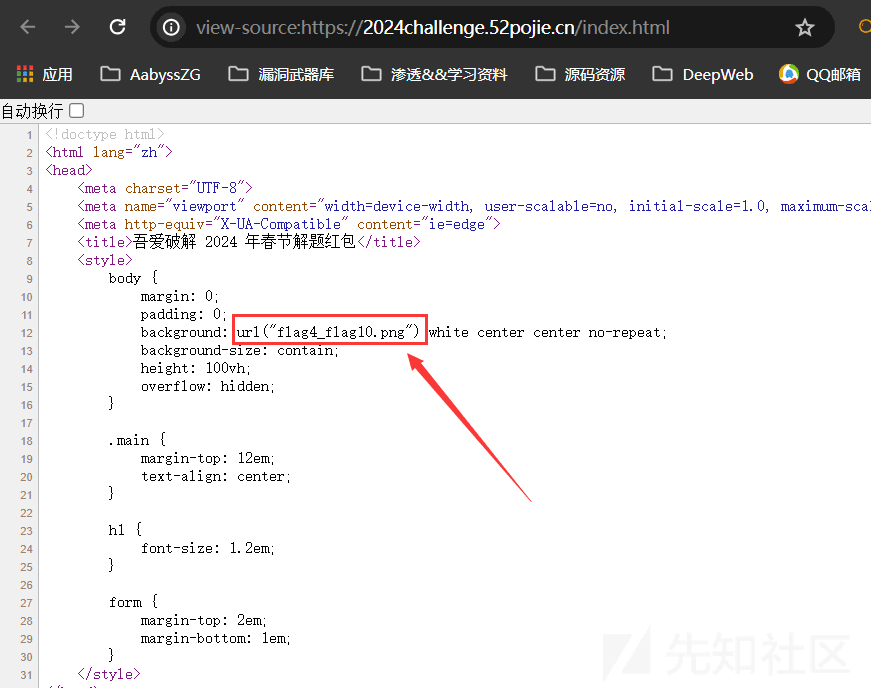 view-source:https://2024challenge.52pojie.cn/index.html
应用 AabyssZG 漏洞武器库 渗透&&学习资料 源码资源 DeepWeb QQ邮箱
自动换行
1 <!doctype html>
2 <html lang="zh">
3 <head>
4 <meta charset="UTF-8">
5 <meta name="viewport" content="width=device-width, user-scalable=no, initial-scale=1.0, maximum-scal
6 <meta http-equiv="X-UA-Compatible" content="ie=edge">
7 <title>吾爱破解 2024 年春节解题红包</title>
8 <style>
9 body {
10 margin: 0;
11 padding: 0;
12 background: url("flag4_flag10.png") white center center no-repeat;
13 background-size: contain;
14 height: 100vh;
15 overflow: hidden;
16 }
17
18 .main {
19 margin-top: 12em;
20 text-align: center;
21 }
22
23 h1 {
24 font-size: 1.2em;
25 }
26
27 form {
28 margin-top: 2em;
29 margin-bottom: 1em;
30 }
31 </style>
先知社区